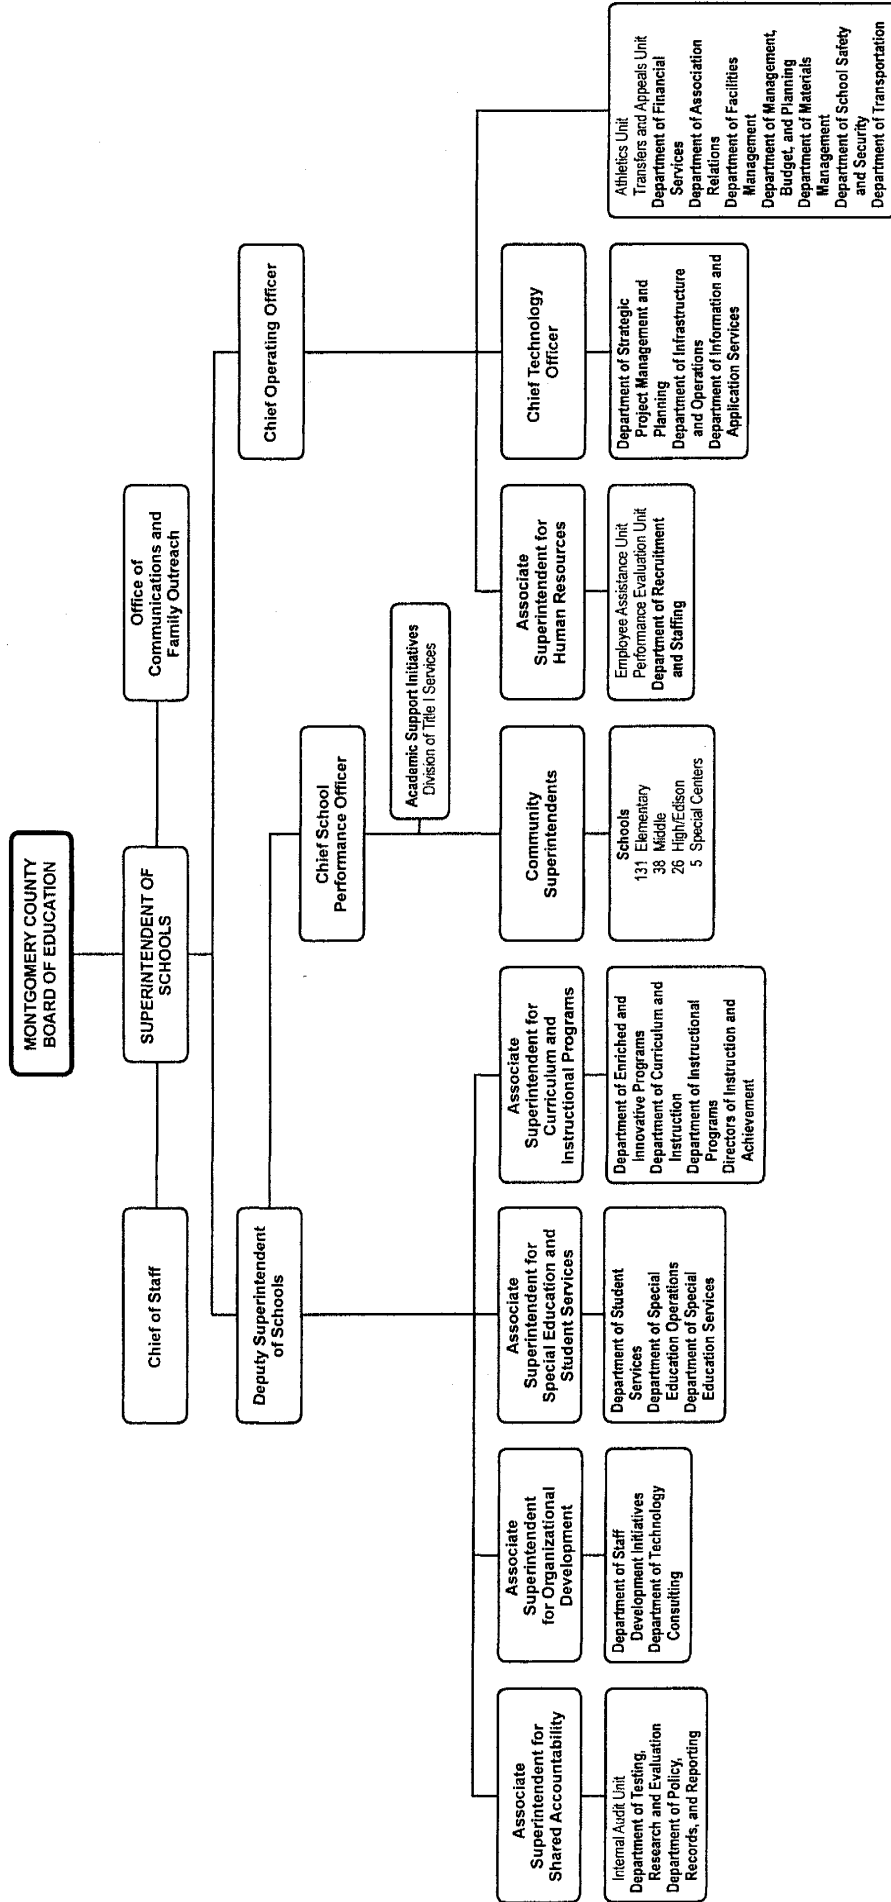 MONTGOMERY COUNTY
BOARD OF EDUCATION
Chief of Staff
SUPERINTENDENT OF
SCHOOLS
Office of
Communications and
Family Outreach
Deputy Superintendent
of Schools
Chief Operating Officer
Chief School
Performance Officer
Academic Support Initiatives
Division of Title I Services
Associate
Superintendent for
Shared Accountability
Internal Audit Unit
Department of Testing,
Research and Evaluation
Department of Policy,
Records, and Reporting
Associate
Superintendent
for Organizational
Development
Department of Staff
Development Initiatives
Department of Technology
Consulting
Associate
Superintendent for
Special Education and
Student Services
Department of Student
Services
Department of Special
Education Operations
Department of Special
Education Services
Associate
Superintendent for
Curriculum and
Instructional Programs
Department of Enriched and
Innovative Programs
Department of Curriculum and
Instruction
Department of Instructional
Programs
Directors of Instruction and
Achievement
Community
Superintendents
Schools
131 Elementary
38 Middle
26 High/Edison
5 Special Centers
Associate
Superintendent for
Human Resources
Employee Assistance Unit
Performance Evaluation Unit
Department of Recruitment
and Staffing
Chief Technology
Officer
Department of Strategic
Project Management and
Planning
Department of Infrastructure
and Operations
Department of Information and
Application Services
Athletics Unit
Transfers and Appeals Unit
Department of Financial
Services
Department of Association
Relations
Department of Facilities
Management
Department of Management,
Budget, and Planning
Department of Materials
Management
Department of School Safety
and Security
Department of Transportation